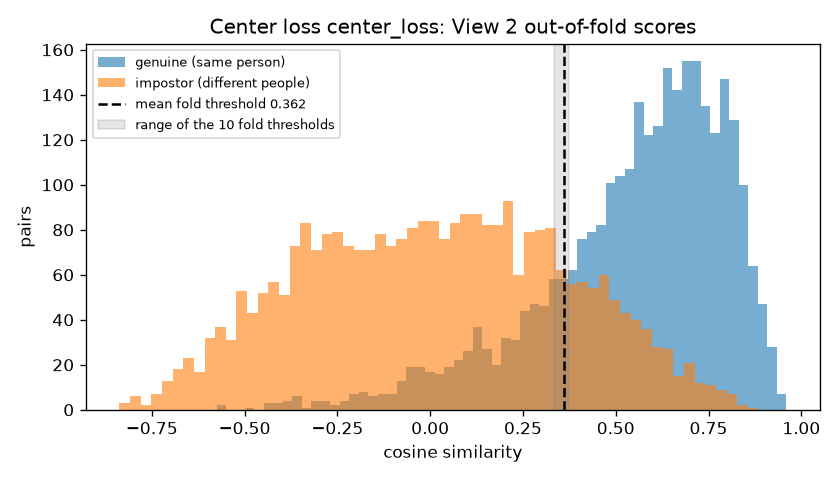 Center loss center_loss: View 2 out-of-fold scores
genuine (same person)
impostor (different people)
mean fold threshold 0.362
range of the 10 fold thresholds
pairs
160
140
120
100
80
60
40
20
0
−0.75 −0.50 −0.25 0.00 0.25 0.50 0.75 1.00
cosine similarity